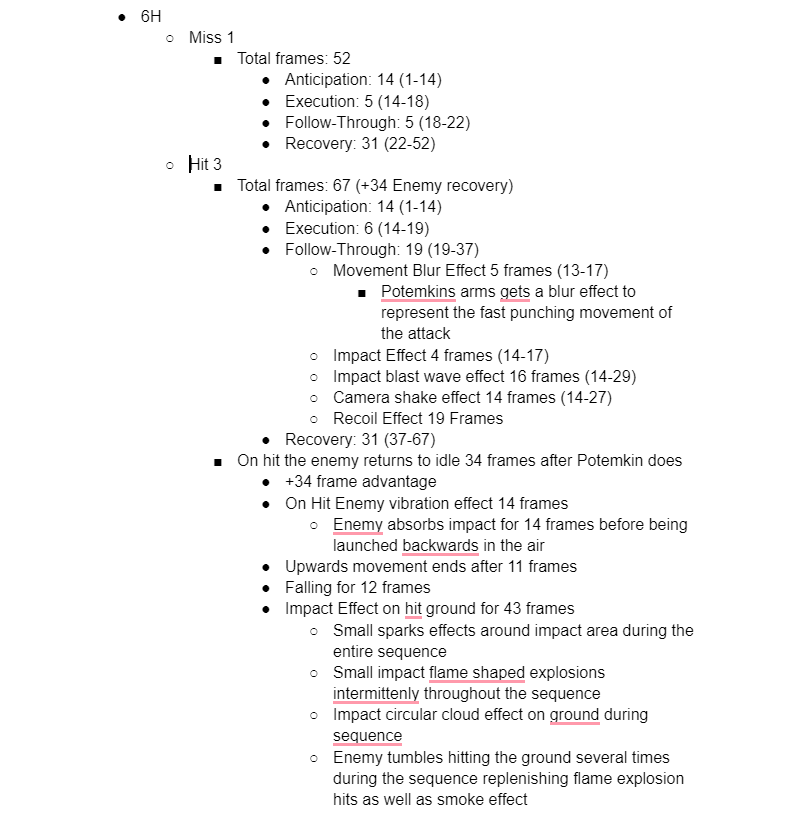 ● 6H
○ Miss 1
■ Total frames: 52
● Anticipation: 14 (1-14)
● Execution: 5 (14-18)
● Follow-Through: 5 (18-22)
● Recovery: 31 (22-52)
○ Hit 3
■ Total frames: 67 (+34 Enemy recovery)
● Anticipation: 14 (1-14)
● Execution: 6 (14-19)
● Follow-Through: 19 (19-37)
○ Movement Blur Effect 5 frames (13-17)
■ Potemkins arms gets a blur effect to
represent the fast punching movement of
the attack
○ Impact Effect 4 frames (14-17)
○ Impact blast wave effect 16 frames (14-29)
○ Camera shake effect 14 frames (14-27)
○ Recoil Effect 19 Frames
● Recovery: 31 (37-67)
■ On hit the enemy returns to idle 34 frames after Potemkin does
● +34 frame advantage
● On Hit Enemy vibration effect 14 frames
○ Enemy absorbs impact for 14 frames before being
launched backwards in the air
● Upwards movement ends after 11 frames
● Falling for 12 frames
● Impact Effect on hit ground for 43 frames
○ Small sparks effects around impact area during the
entire sequence
○ Small impact flame shaped explosions
intermittenly throughout the sequence
○ Impact circular cloud effect on ground during
sequence
○ Enemy tumbles hitting the ground several times
during the sequence replenishing flame explosion
hits as well as smoke effect